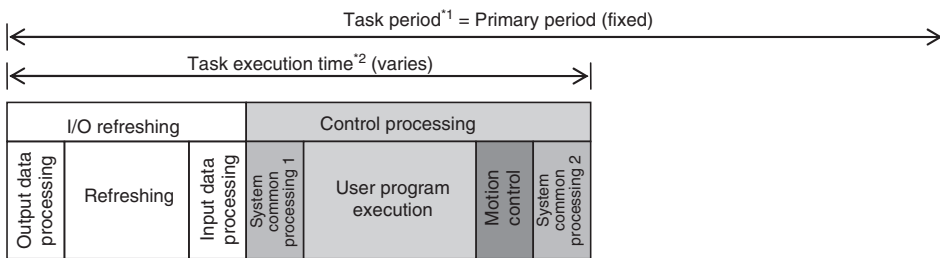 Task period*1 = Primary period (fixed)
Task execution time*2 (varies)
I/O refreshing
Control processing
Output data
processing
Refreshing
Input data
processing
System
common
processing 1
User program
execution
Motion
control
System
common
processing 2